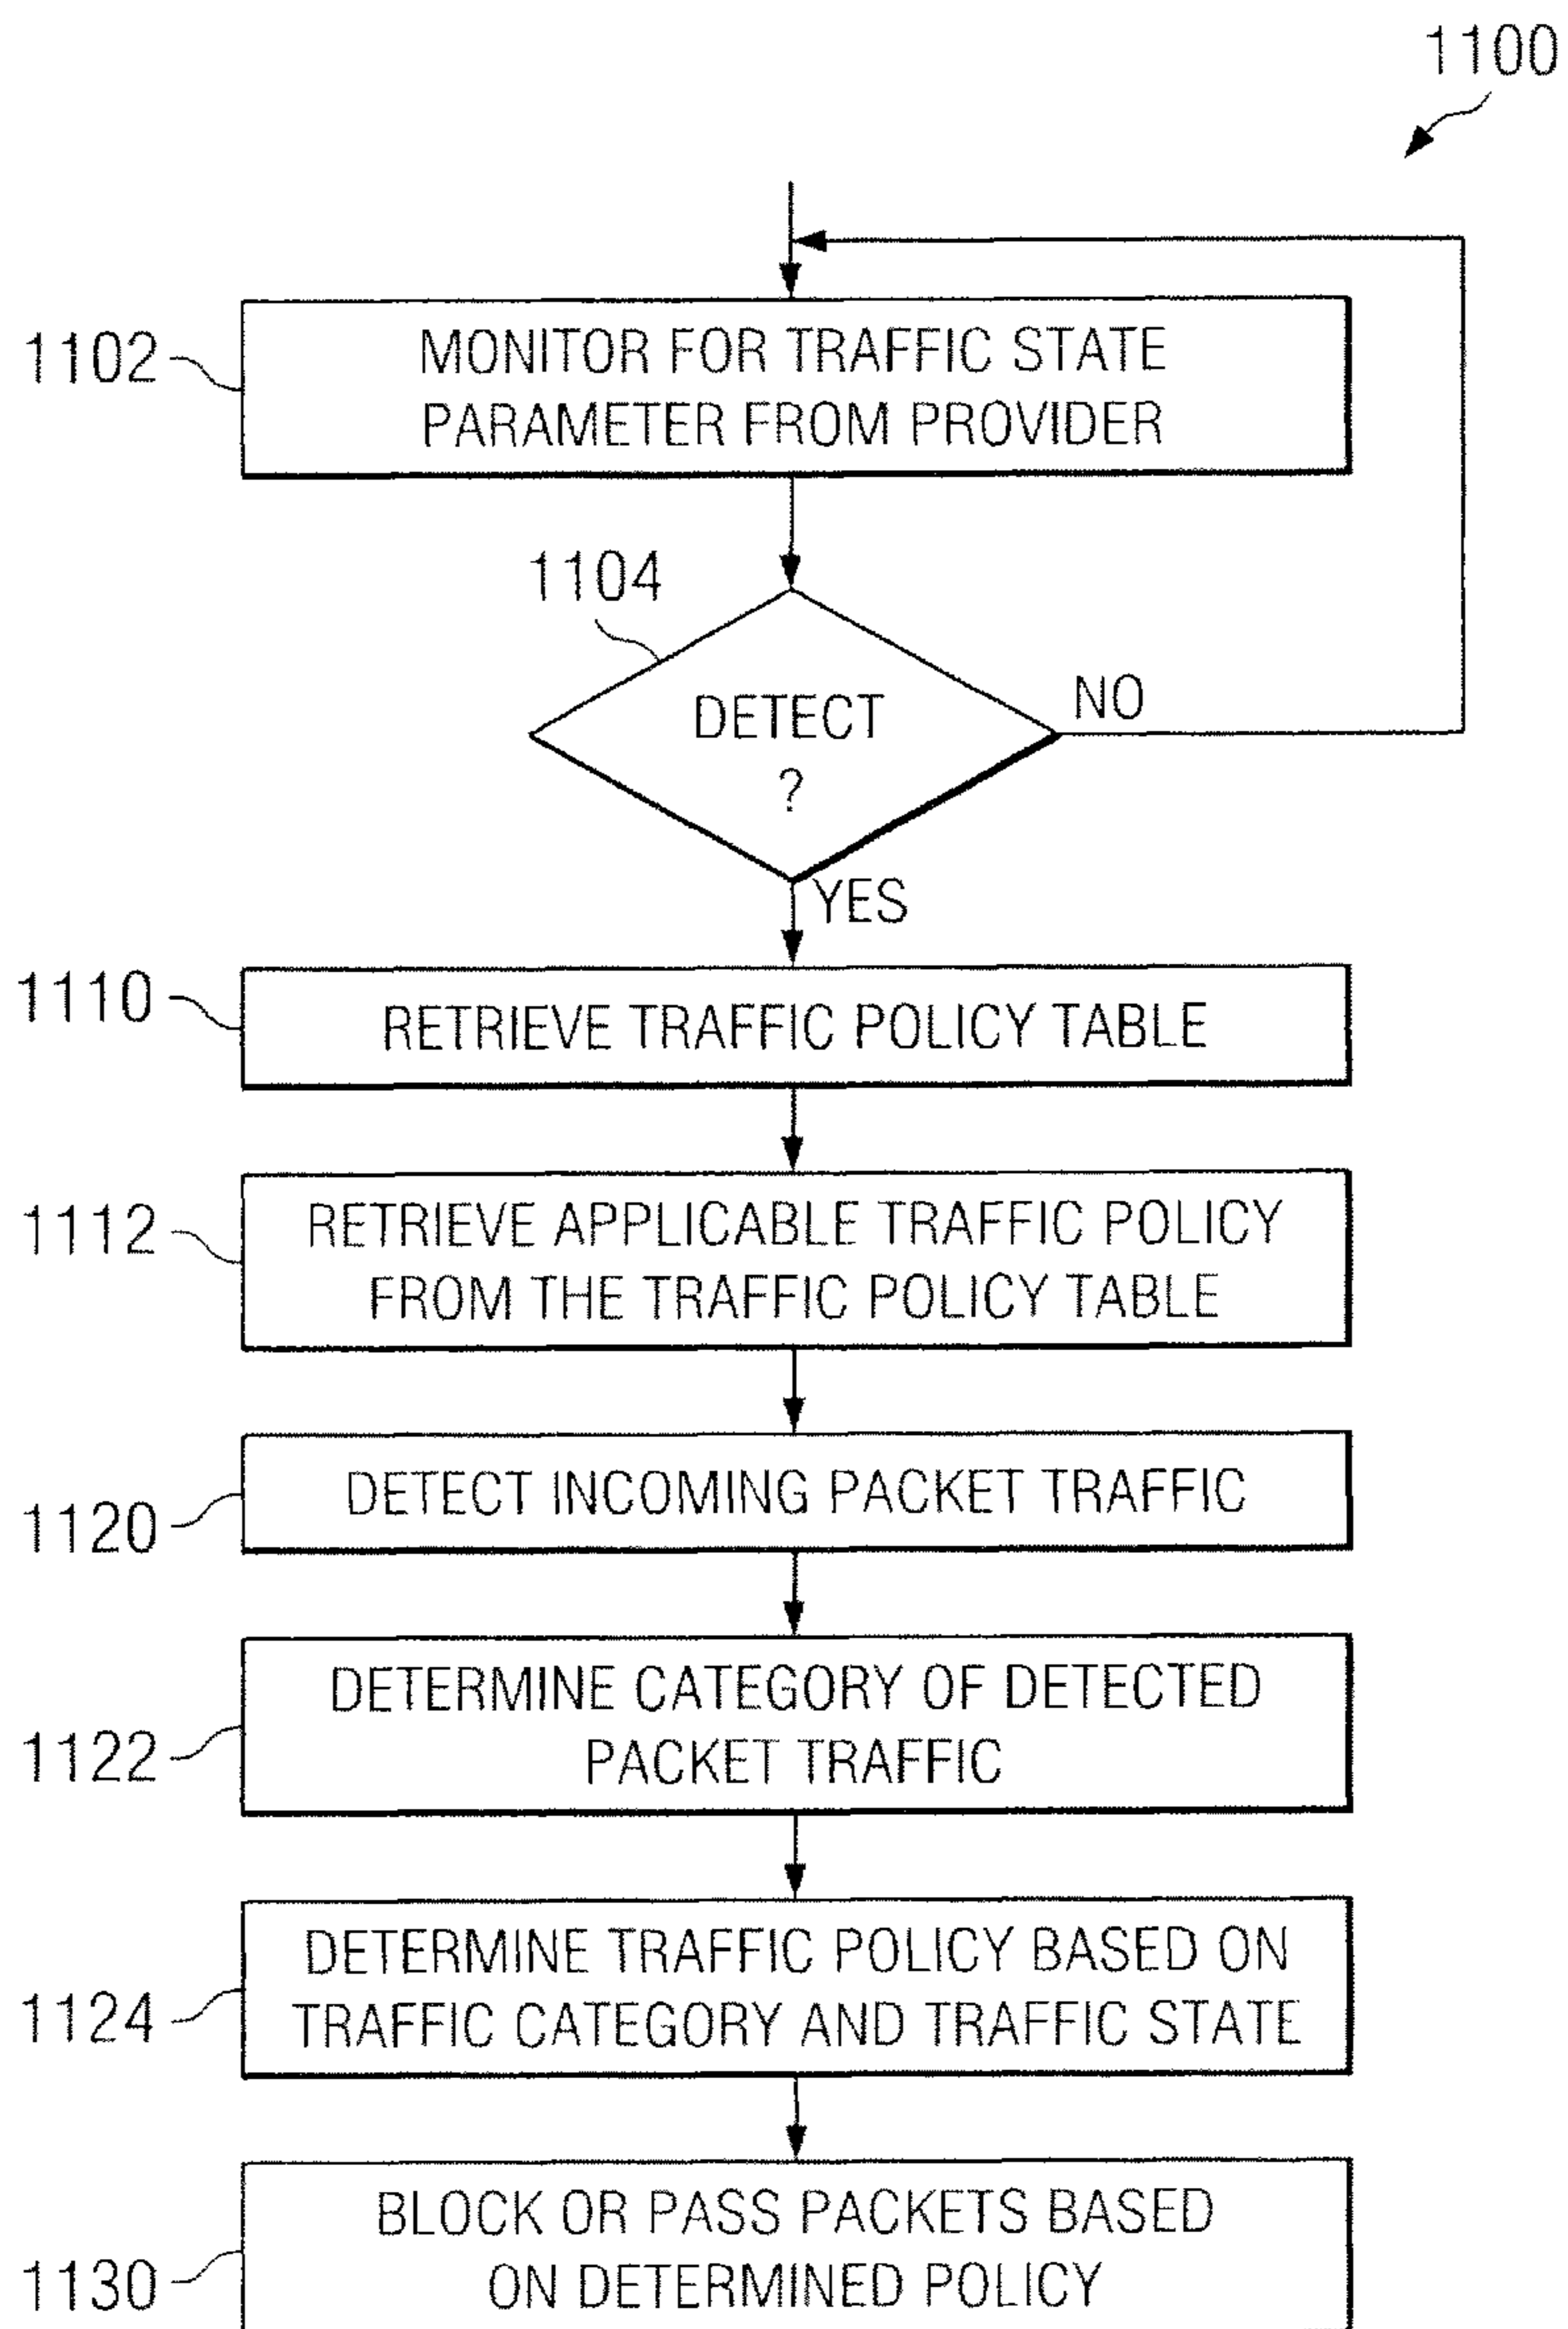 1100
1102
MONITOR FOR TRAFFIC STATE
PARAMETER FROM PROVIDER
1104
DETECT
?
NO
YES
1110
RETRIEVE TRAFFIC POLICY TABLE
1112
RETRIEVE APPLICABLE TRAFFIC POLICY
FROM THE TRAFFIC POLICY TABLE
1120
DETECT INCOMING PACKET TRAFFIC
1122
DETERMINE CATEGORY OF DETECTED
PACKET TRAFFIC
1124
DETERMINE TRAFFIC POLICY BASED ON
TRAFFIC CATEGORY AND TRAFFIC STATE
1130
BLOCK OR PASS PACKETS BASED
ON DETERMINED POLICY